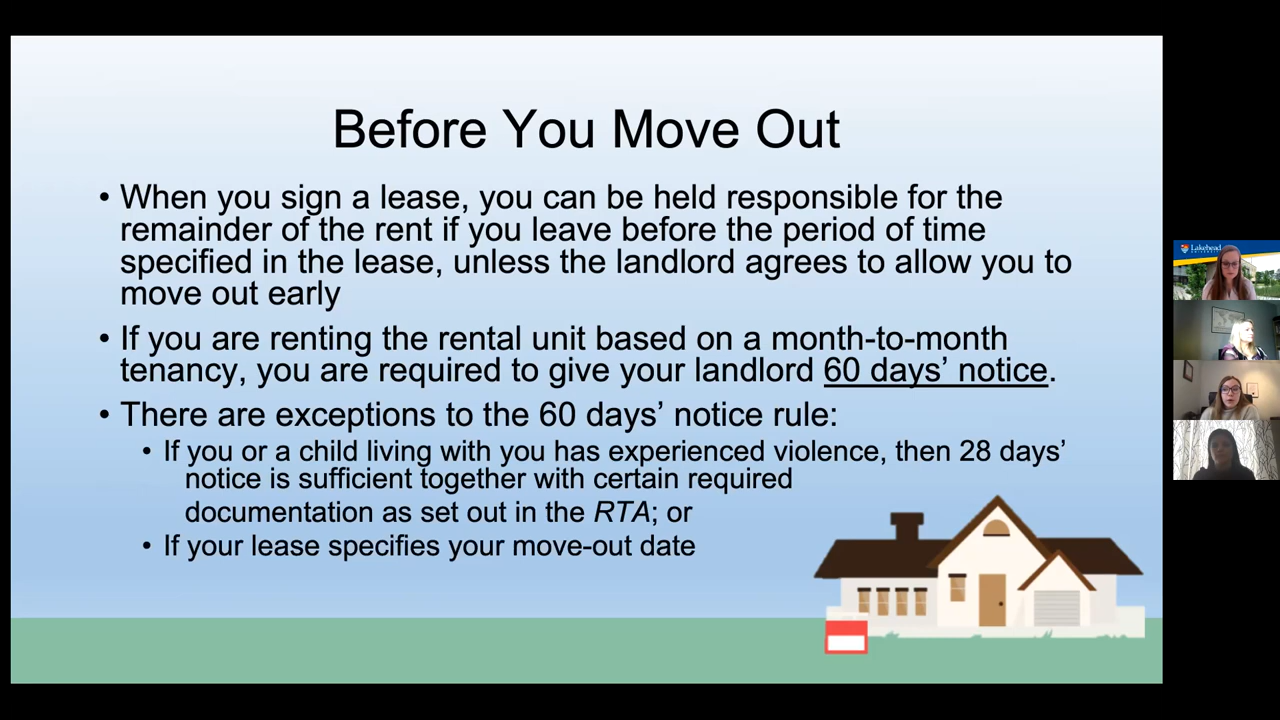 Before You Move Out
• When you sign a lease, you can be held responsible for the
remainder of the rent if you leave before the period of time
specified in the lease, unless the landlord agrees to allow you to
move out early
• If you are renting the rental unit based on a month-to-month
tenancy, you are required to give your landlord 60 days’ notice.
• There are exceptions to the 60 days’ notice rule:
• If you or a child living with you has experienced violence, then 28 days’
notice is sufficient together with certain required
documentation as set out in the RTA; or
• If your lease specifies your move-out date
Lakehead